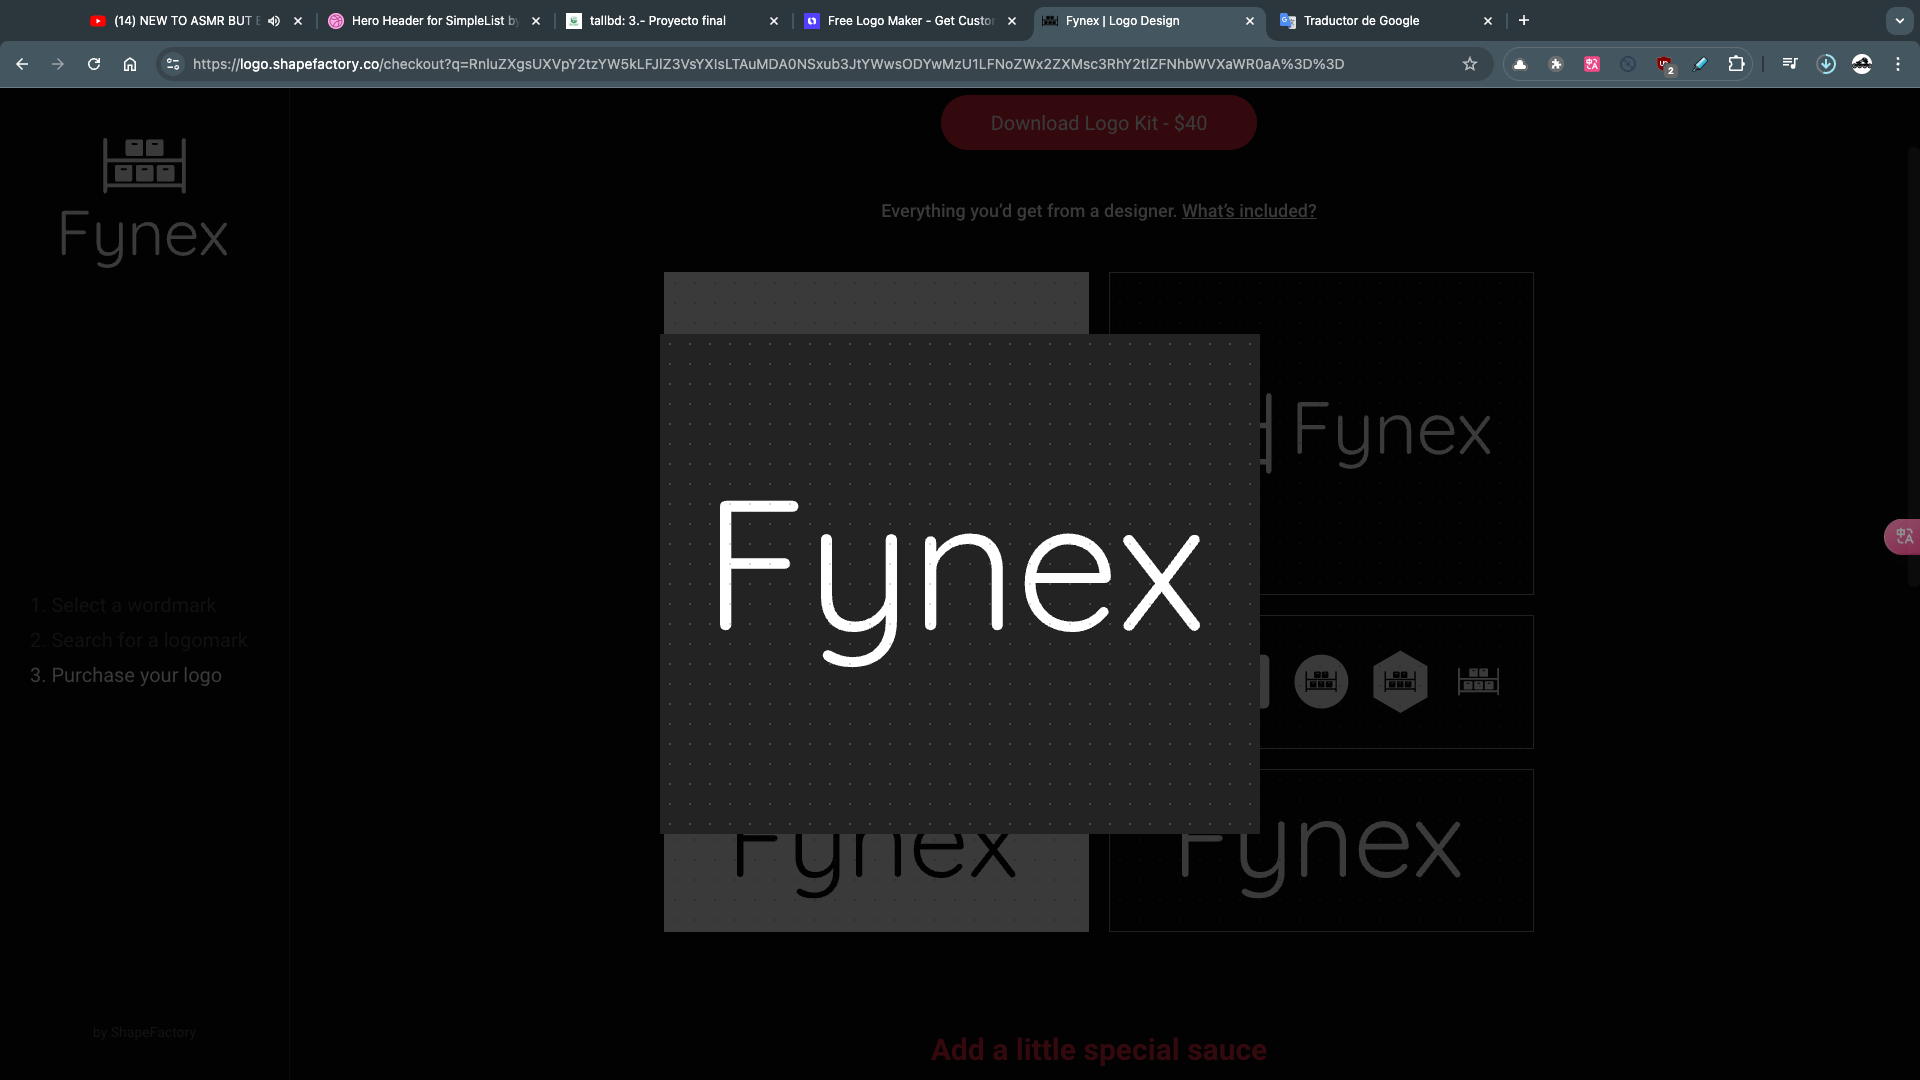 (14) NEW TO ASMR BUT
Hero Header for SimpleList by
tallbd: 3.- Proyecto final
Free Logo Maker - Get Custo
Fynex | Logo Design
Traductor de Google
https://logo.shapefactory.co/checkout?q=RnluZXgsUXVpY2tzYW5kLFJlZ3VsYXIsLTAuMDA0NSxub3JtYWwsODYwMzU1LFNoZWx2ZXMsc3RhY2tlZFNhbWVXaWR0aA%3D%3D
2
Fynex
1. Select a wordmark
2. Search for a logomark
3. Purchase your logo
by ShapeFactory
Download Logo Kit - $40
Everything you'd get from a designer. What's included?
Fynex
Fynex
Fynex
Fynex
Add a little special sauce